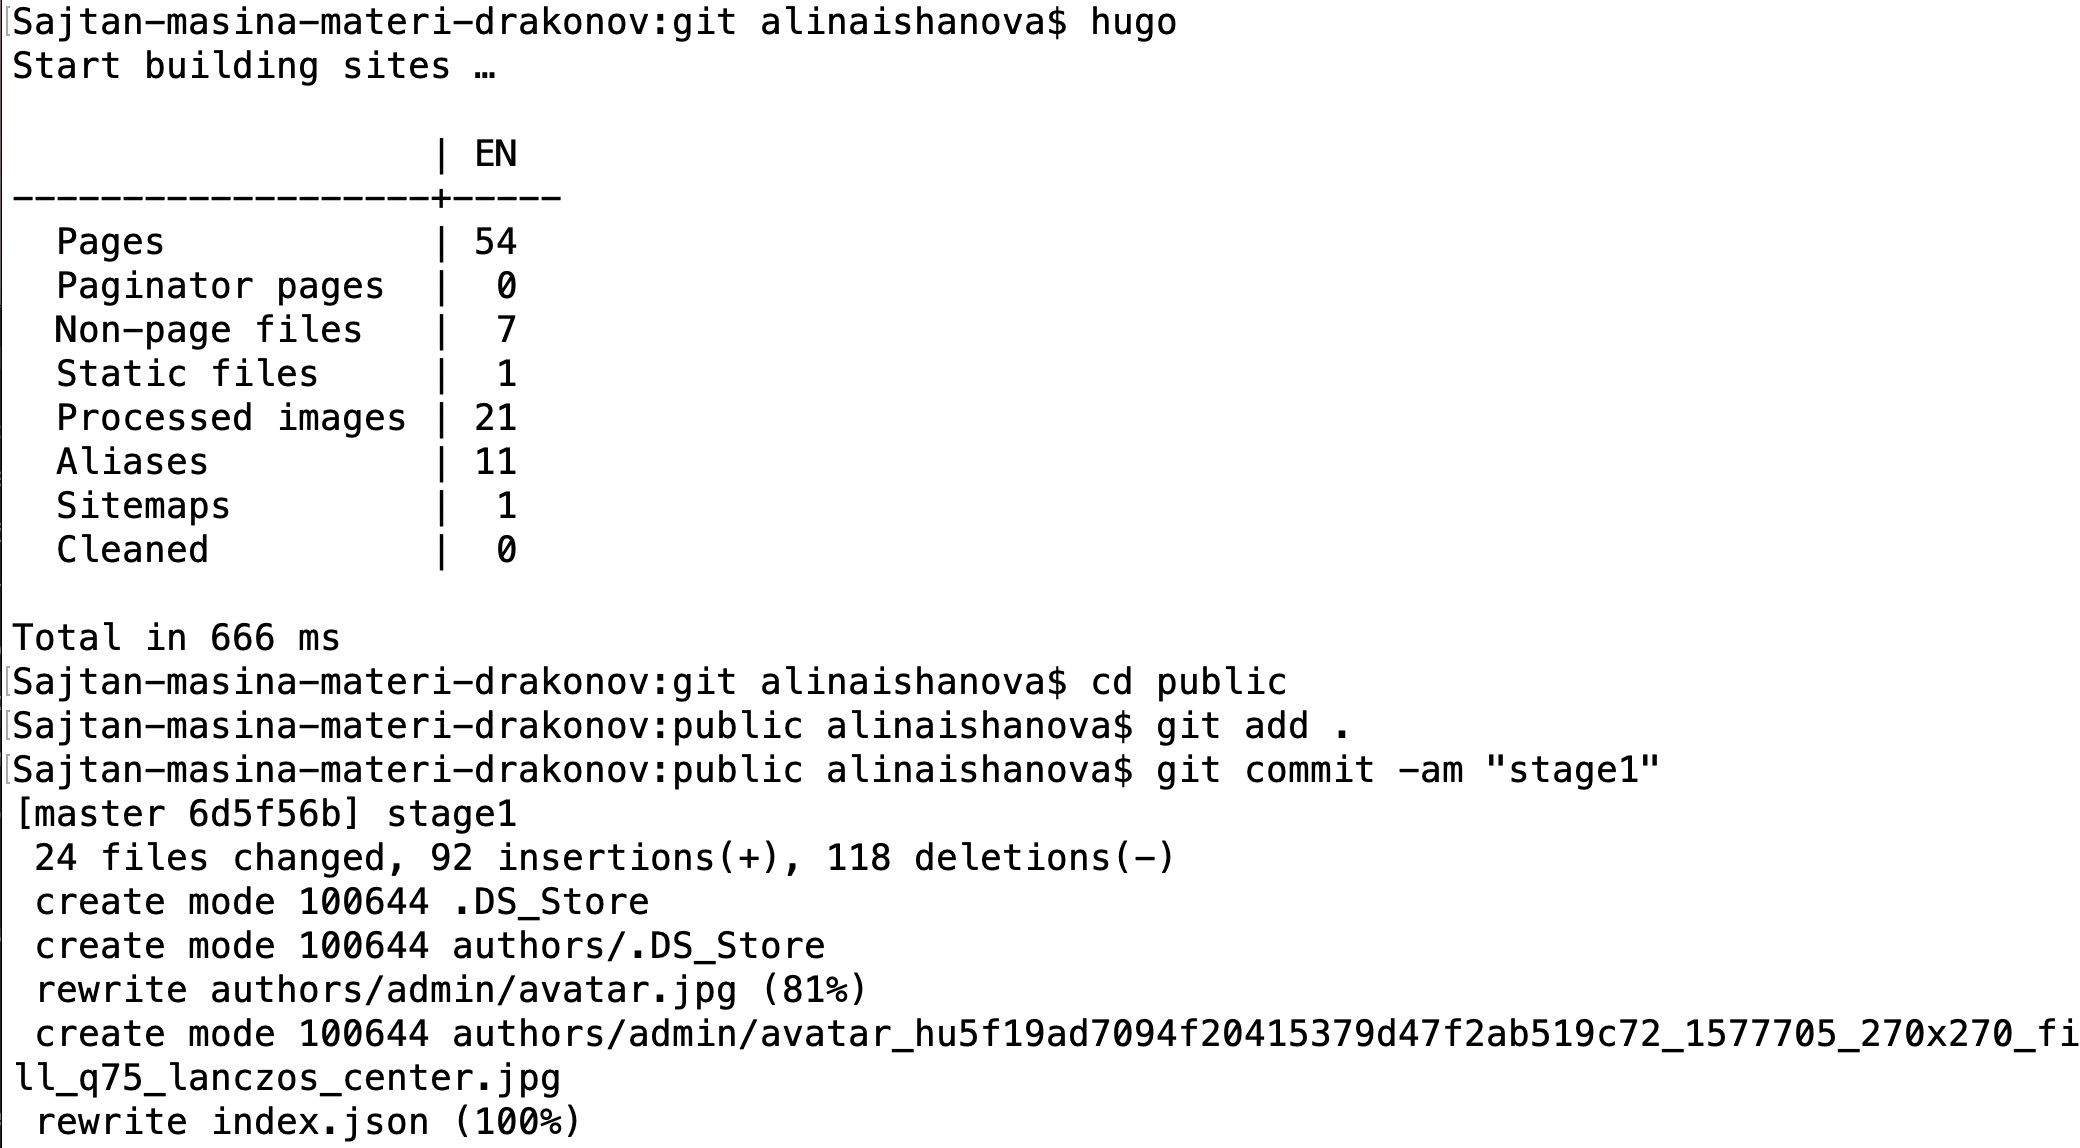 Sajtan-masina-materi-drakonov:git alinaishanova$ hugo
Start building sites …
                   | EN
-------------------+-----
  Pages            | 54
  Paginator pages  |  0
  Non-page files   |  7
  Static files     |  1
  Processed images | 21
  Aliases          | 11
  Sitemaps         |  1
  Cleaned          |  0
Total in 666 ms
Sajtan-masina-materi-drakonov:git alinaishanova$ cd public
Sajtan-masina-materi-drakonov:public alinaishanova$ git add .
Sajtan-masina-materi-drakonov:public alinaishanova$ git commit -am "stage1"
[master 6d5f56b] stage1
 24 files changed, 92 insertions(+), 118 deletions(-)
 create mode 100644 .DS_Store
 create mode 100644 authors/.DS_Store
 rewrite authors/admin/avatar.jpg (81%)
 create mode 100644 authors/admin/avatar_hu5f19ad7094f20415379d47f2ab519c72_1577705_270x270_fi
ll_q75_lanczos_center.jpg
 rewrite index.json (100%)